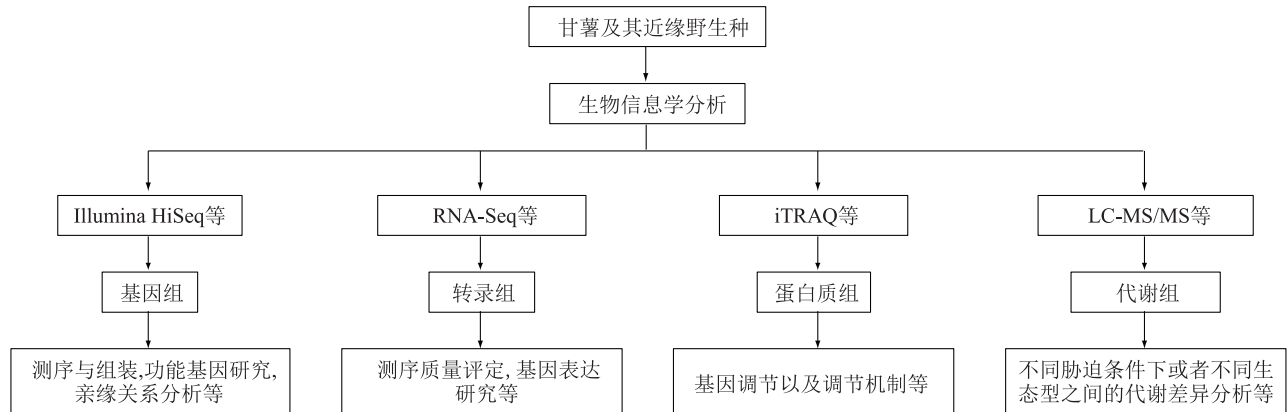 甘薯及其近缘野生种
生物信息学分析
Illumina HiSeq等
RNA-Seq等
iTRAQ等
LC-MS/MS等
基因组
转录组
蛋白质组
代谢组
测序与组装,功能基因研究,
亲缘关系分析等
测序质量评定, 基因表达
研究等
基因调节以及调节机制等
不同胁迫条件下或者不同生
态型之间的代谢差异分析等